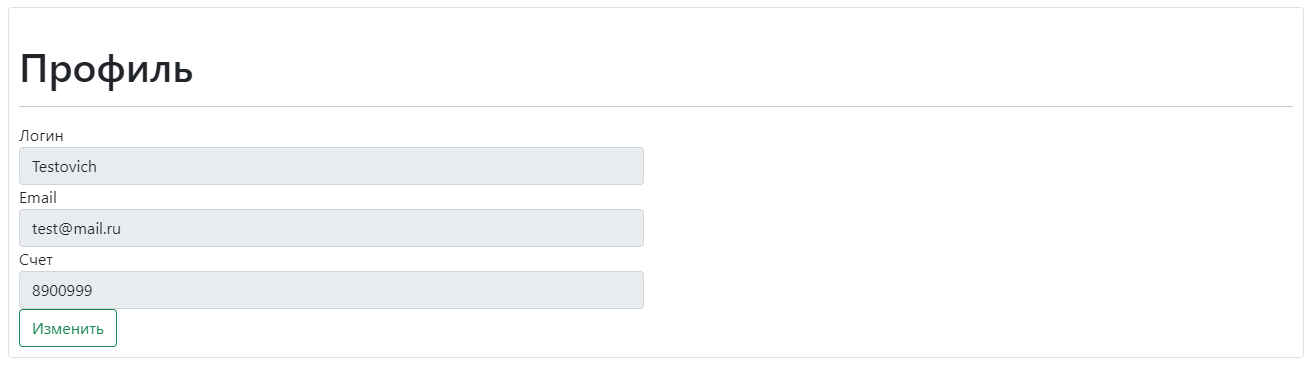 Профиль
Логин
Testovich
Email
test@mail.ru
Счет
8900999
Изменить